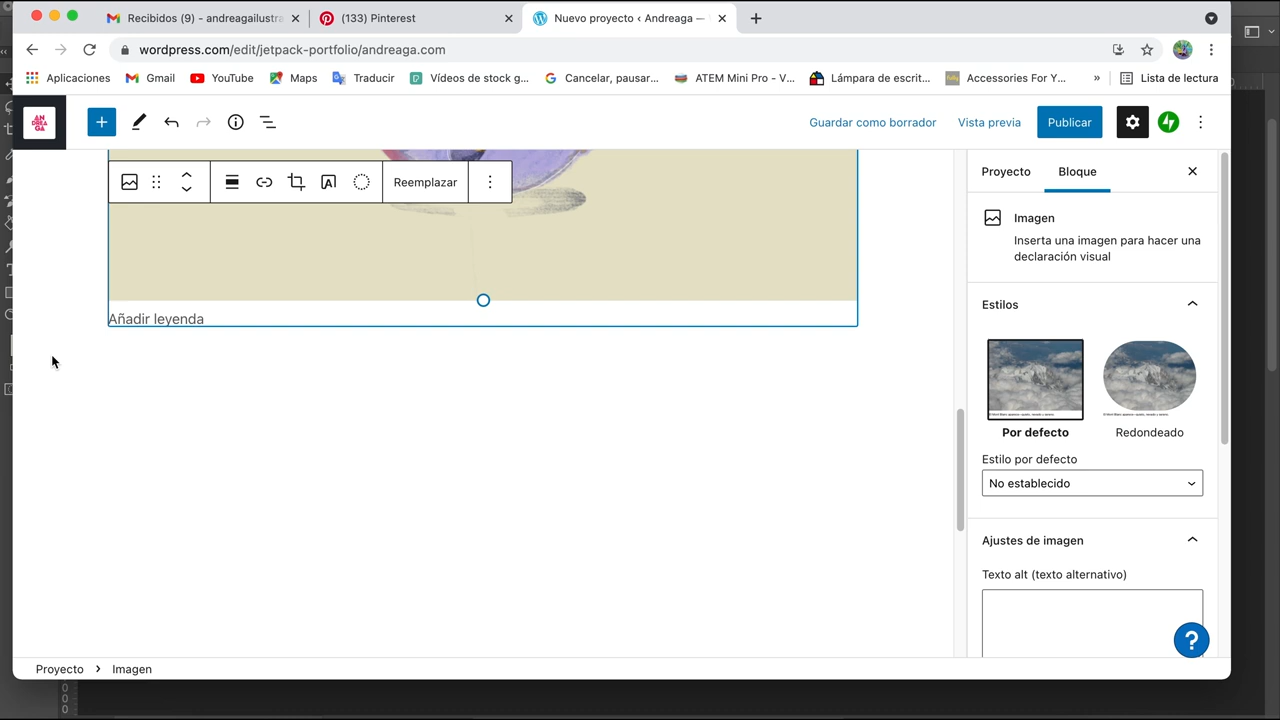 Recibidos (9) - andreagailustra
(133) Pinterest
Nuevo proyecto ‹ Andreaga —
wordpress.com/edit/jetpack-portfolio/andreaga.com
Aplicaciones
Gmail
YouTube
Maps
Traducir
Vídeos de stock g...
Cancelar, pausar...
ATEM Mini Pro - V...
Lámpara de escrit...
Accessories For Y...
»
Lista de lectura
AN
DREA
GA
Guardar como borrador
Vista previa
Publicar
Reemplazar
Añadir leyenda
Proyecto
Bloque
Imagen
Inserta una imagen para hacer una
declaración visual
Estilos
Por defecto
Redondeado
Estilo por defecto
No establecido
Ajustes de imagen
Texto alt (texto alternativo)
Proyecto > Imagen
0
0
0